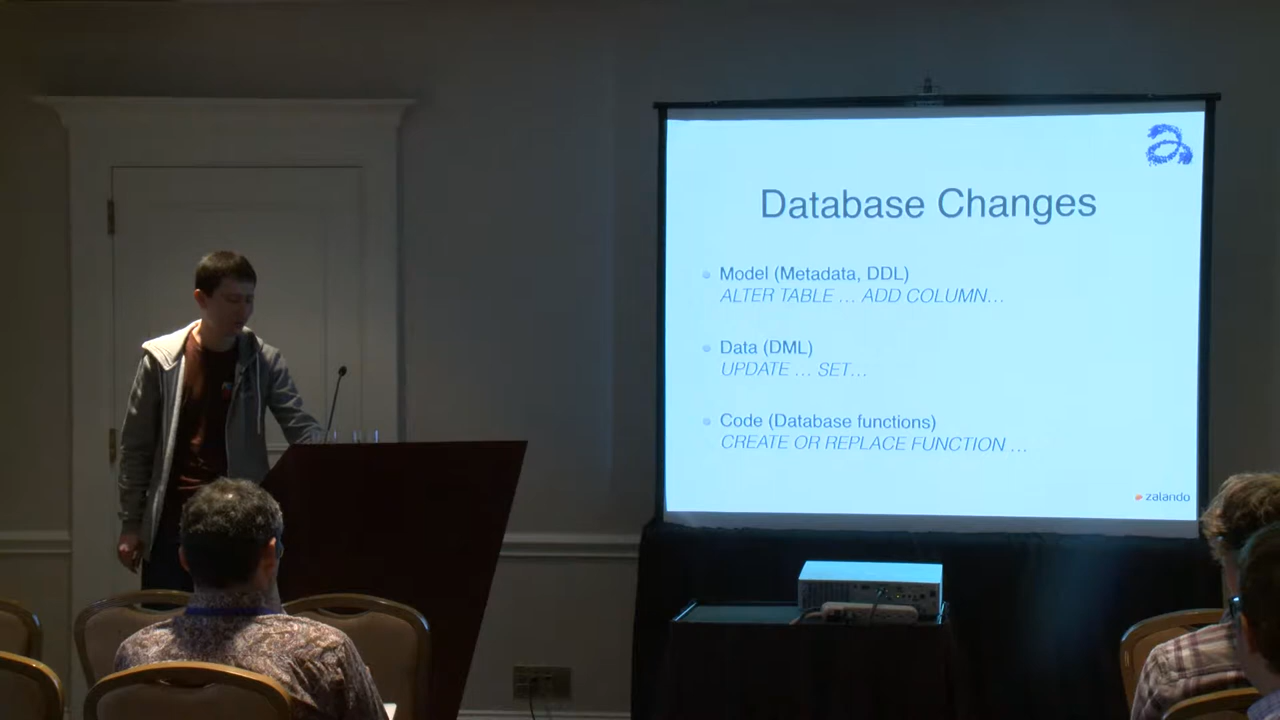 Database Changes
Model (Metadata, DDL)
ALTER TABLE … ADD COLUMN…
Data (DML)
UPDATE … SET…
Code (Database functions)
CREATE OR REPLACE FUNCTION …
zalando